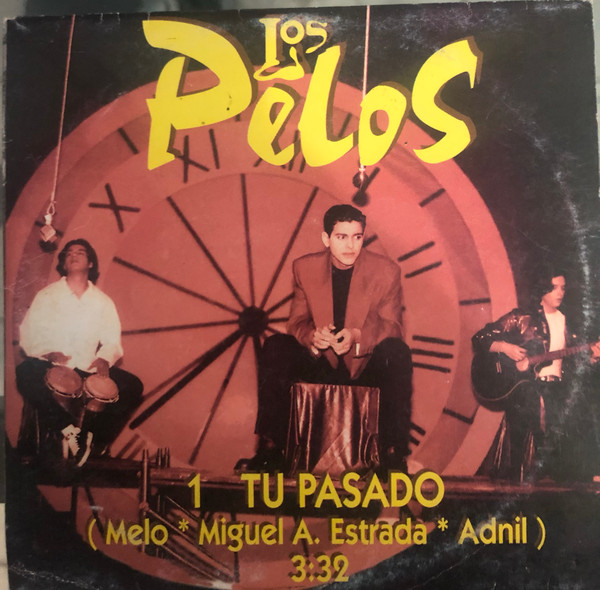 Los
Pelos
1 TU PASADO
( Melo * Miguel A. Estrada * Adnil )
3:32